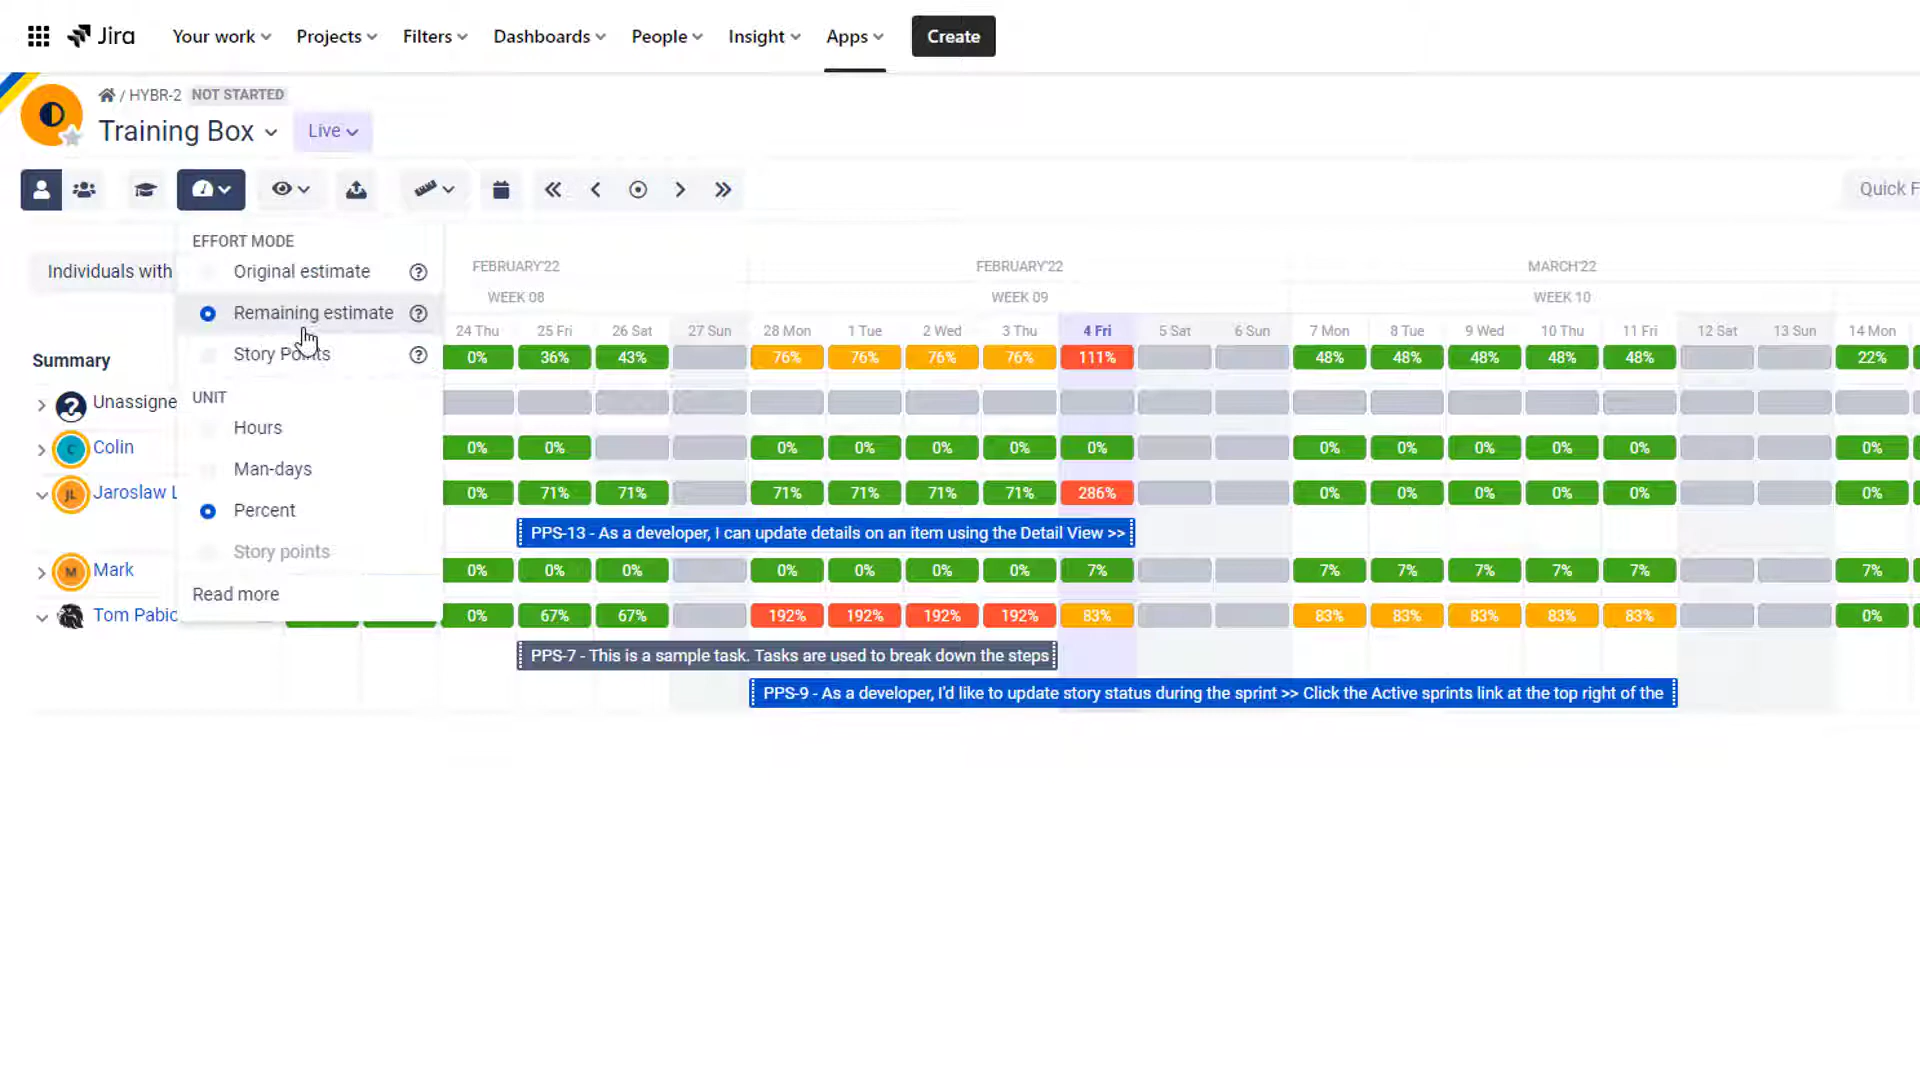 Jira Your work Projects Filters Dashboards People Insight Apps Create
/ HYBR-2 NOT STARTED
Training Box Live
Quick F
EFFORT MODE
Individuals with
Original estimate
Remaining estimate
Story Points
UNIT
Hours
Man-days
Percent
Story points
Read more
FEBRUARY'22 FEBRUARY'22 MARCH'22
WEEK 08 WEEK 09 WEEK 10
24 Thu 25 Fri 26 Sat 27 Sun 28 Mon 1 Tue 2 Wed 3 Thu 4 Fri 5 Sat 6 Sun 7 Mon 8 Tue 9 Wed 10 Thu 11 Fri 12 Sat 13 Sun 14 Mon
Summary 0% 36% 43% 76% 76% 76% 76% 111% 48% 48% 48% 48% 48% 22%
Unassigne
C Colin 0% 0% 0% 0% 0% 0% 0% 0% 0% 0% 0% 0% 0%
JL Jaroslaw L 0% 71% 71% 71% 71% 71% 71% 286% 0% 0% 0% 0% 0% 0%
PPS-13 - As a developer, I can update details on an item using the Detail View >>
M Mark 0% 0% 0% 0% 0% 0% 0% 7% 7% 7% 7% 7% 7% 7%
Tom Pabic 0% 67% 67% 192% 192% 192% 192% 83% 83% 83% 83% 83% 83% 0%
PPS-7 - This is a sample task. Tasks are used to break down the steps
PPS-9 - As a developer, I'd like to update story status during the sprint >> Click the Active sprints link at the top right of the